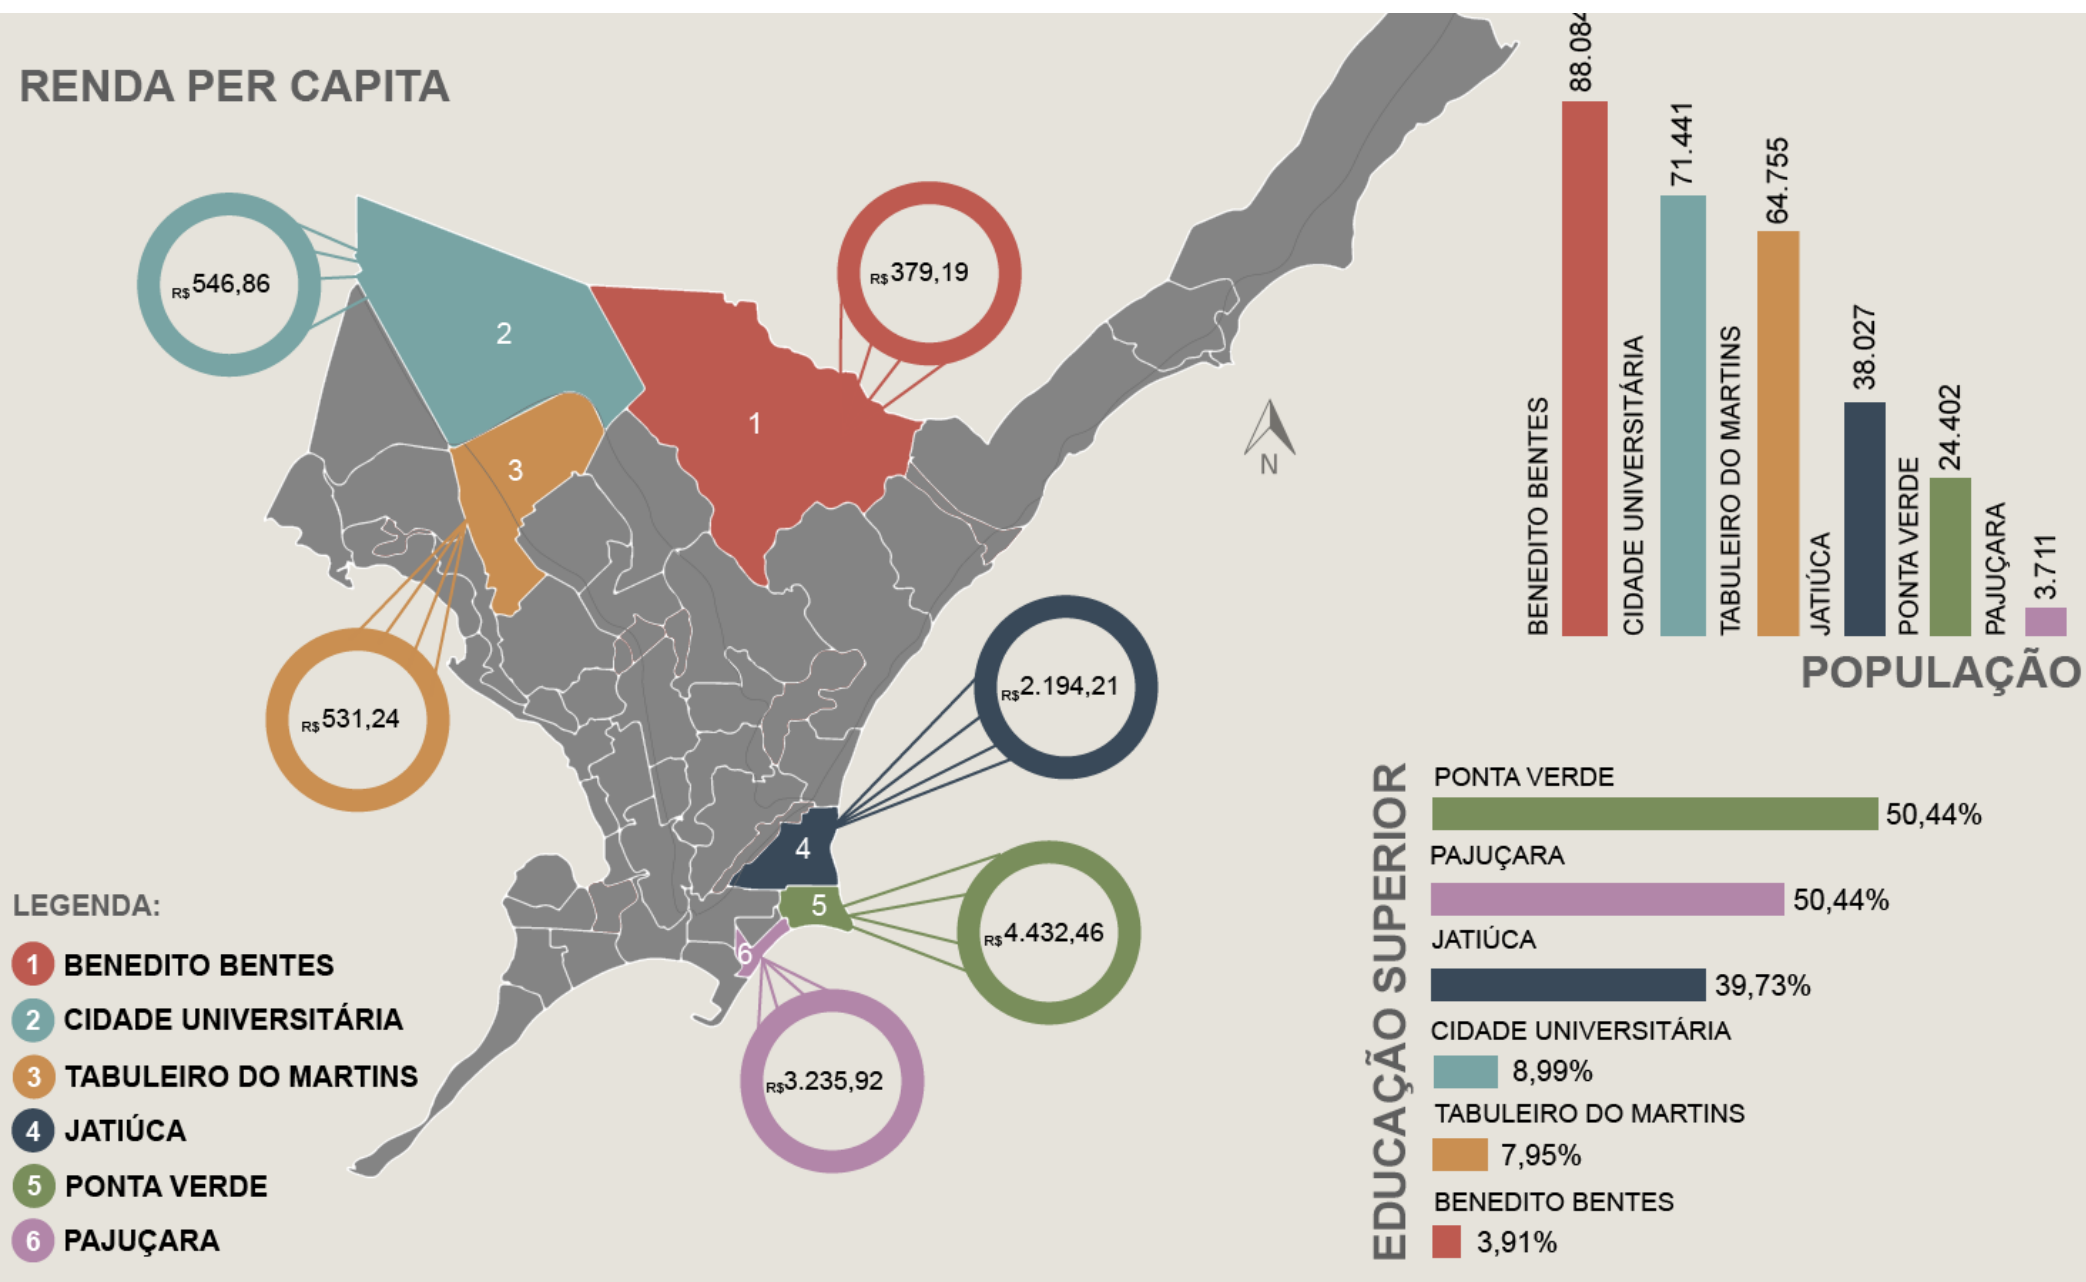 RENDA PER CAPITA
R$546,86
R$379,19
2
1
3
R$531,24
R$2.194,21
4
5
R$4.432,46
6
R$3.235,92
N
LEGENDA:
1 BENEDITO BENTES
2 CIDADE UNIVERSITÁRIA
3 TABULEIRO DO MARTINS
4 JATIÚCA
5 PONTA VERDE
6 PAJUÇARA
BENEDITO BENTES
88.084
CIDADE UNIVERSITÁRIA
71.441
TABULEIRO DO MARTINS
64.755
JATIÚCA
38.027
PONTA VERDE
24.402
PAJUÇARA
3.711
POPULAÇÃO
EDUCAÇÃO SUPERIOR
PONTA VERDE
50,44%
PAJUÇARA
50,44%
JATIÚCA
39,73%
CIDADE UNIVERSITÁRIA
8,99%
TABULEIRO DO MARTINS
7,95%
BENEDITO BENTES
3,91%